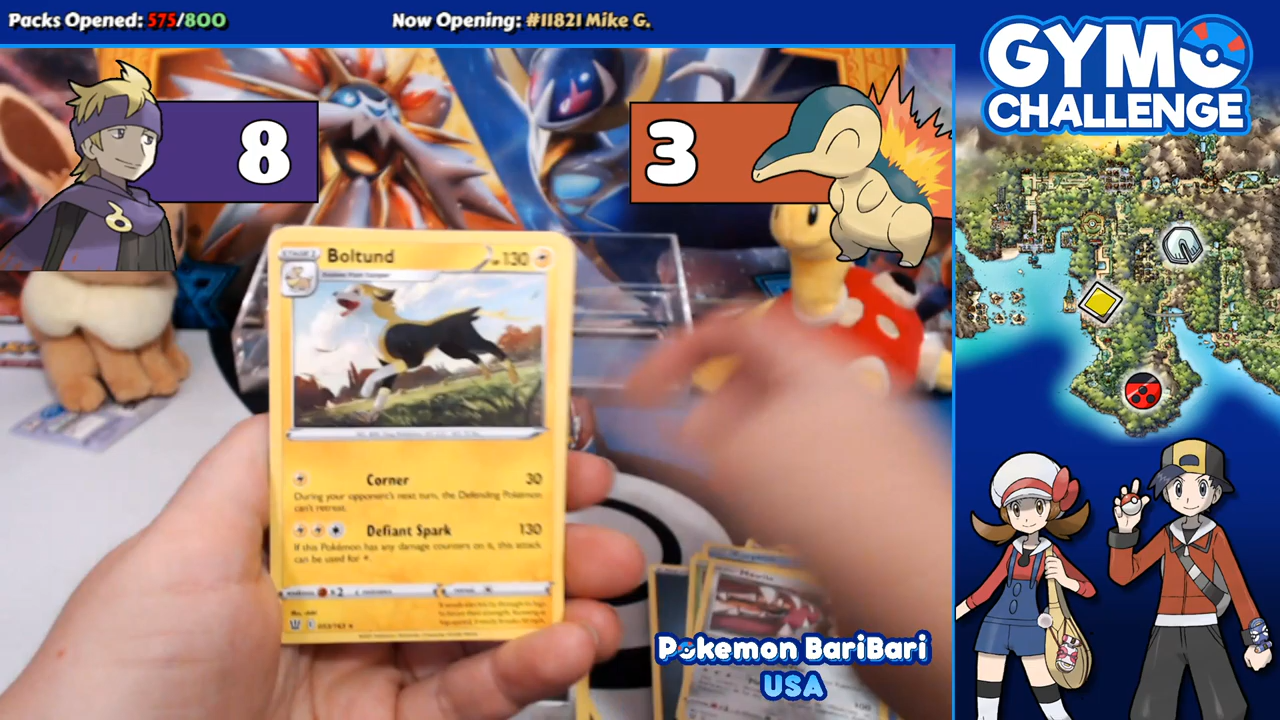 Packs Opened: 575/800
Now Opening: #11821 Mike G.
GYM
CHALLENGE
8
3
Boltund
130
Corner 30
During your opponent's next turn, the Defending Pokémon
can't retreat.
Defiant Spark 130
If this Pokémon has any damage counters on it, this attack
can be used for
×2
Pokemon BariBari
USA